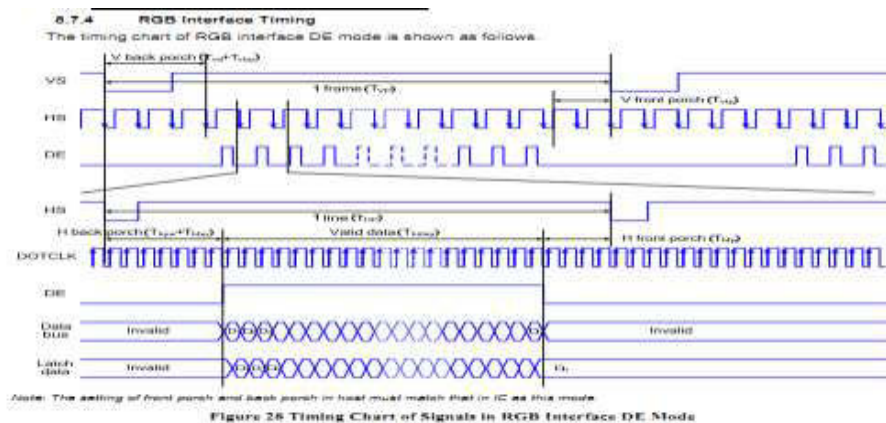 8.7.4 RGB Interface Timing
The timing chart of RGB interface DE mode is shown as follows.
V back porch
VS
1 frame
HS
V front porch
DE
HS
1 line
H back porch
Valid data
H front porch
DOTCLK
DE
Data bus
Invalid
Invalid
Latch data
Invalid
Note: The setting of front porch and back porch in host must match that in IC as this mode.
Figure 26 Timing Chart of Signals in RGB Interface DE Mode